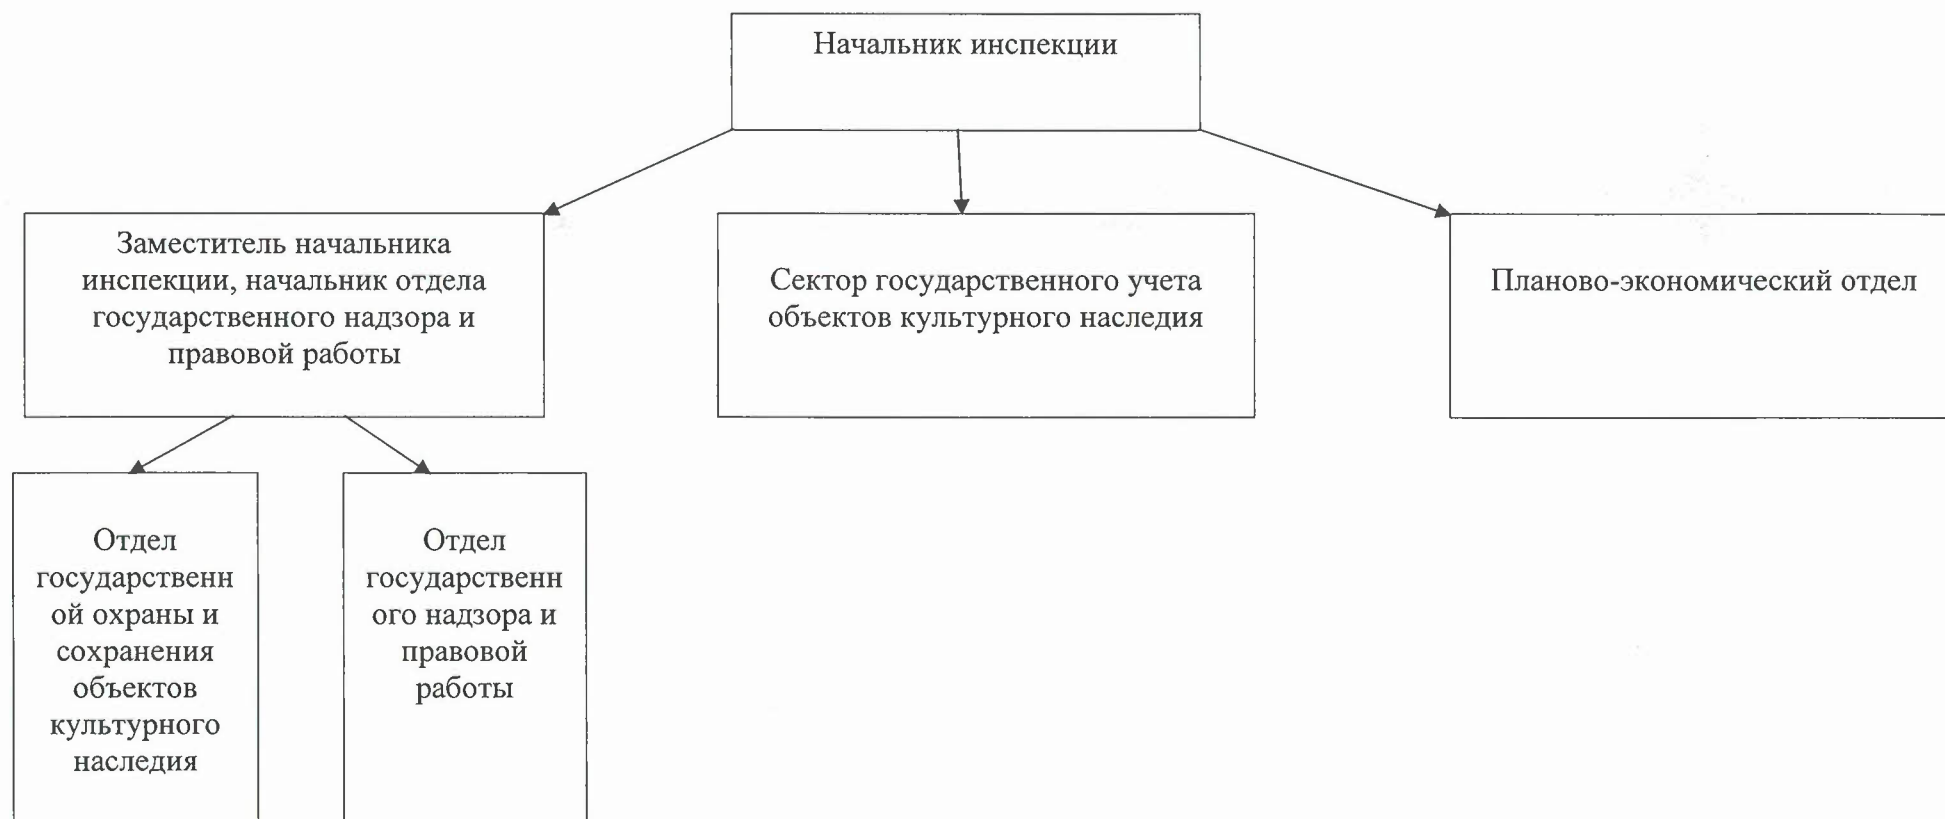 Начальник инспекции
Заместитель начальника
инспекции, начальник отдела
государственного надзора и
правовой работы
Сектор государственного учета
объектов культурного наследия
Планово-экономический отдел
Отдел
государственн
ой охраны и
сохранения
объектов
культурного
наследия
Отдел
государственн
ого надзора и
правовой
работы